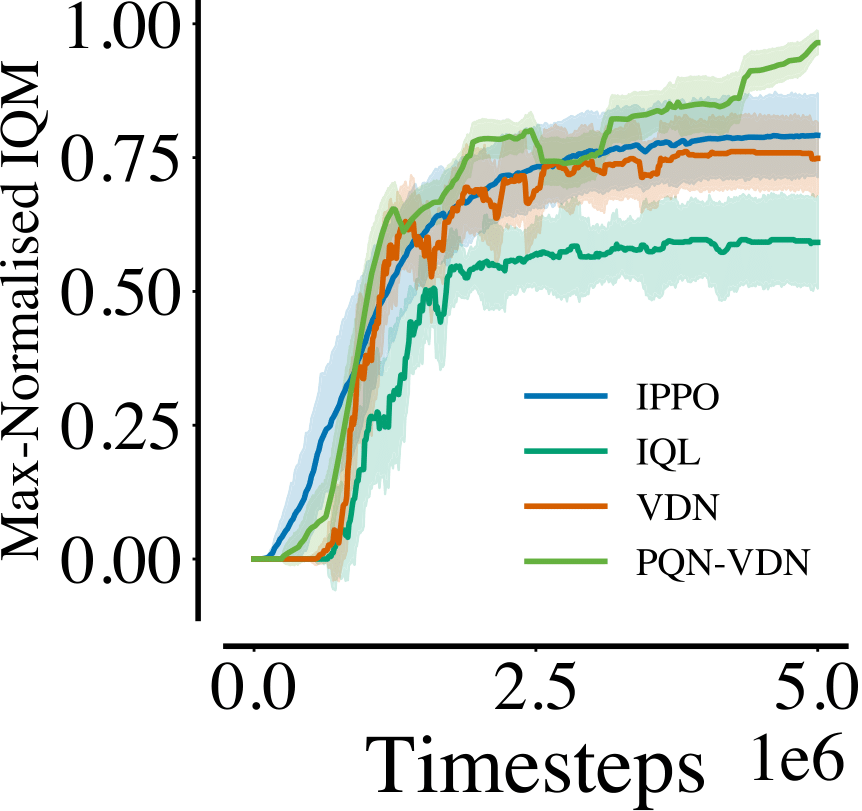 Max-Normalised IQM
1.00
0.75
0.50
0.25
0.00
IPPO
IQL
VDN
PQN-VDN
0.0 2.5 5.0
Timesteps 1e6